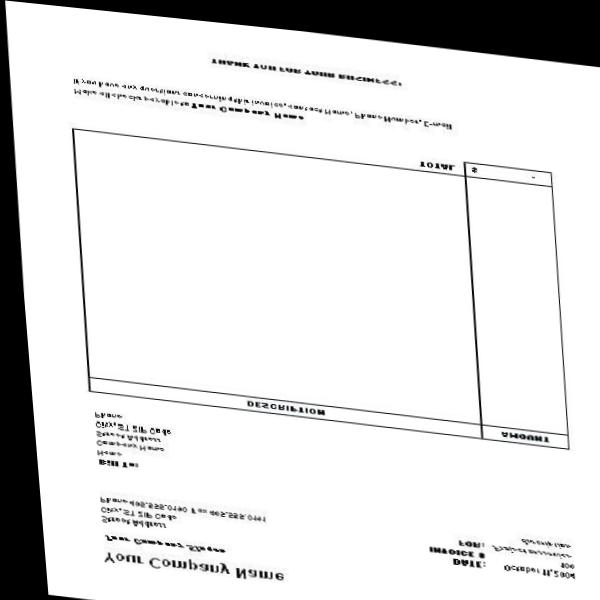 Your Company Name
Your Company Slogan
DATE: October 11, 2004
INVOICE # 100
FOR: Product or service
description
Street Address
City, ST ZIP Code
Phone 405.555.0190 Fax 405.555.0191
Bill To:
Name
Company Name
Street Address
City, ST ZIP Code
Phone
DESCRIPTION AMOUNT
TOTAL $ -
Make all checks payable to Your Company Name
If you have any questions concerning this invoice, contact Name, Phone Number, E-mail
THANK YOU FOR YOUR BUSINESS!